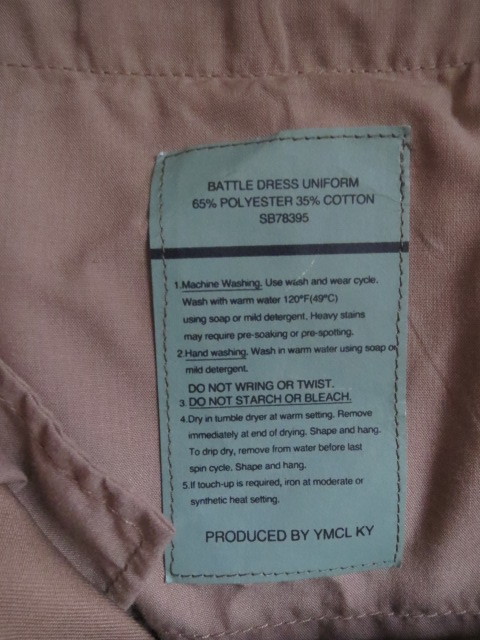 BATTLE DRESS UNIFORM
65% POLYESTER 35% COTTON
SB78395
1.Machine Washing. Use wash and wear cycle.
Wash with warm water 120°F(49°C)
using soap or mild detergent. Heavy stains
may require pre-soaking or pre-spotting.
2.Hand washing. Wash in warm water using soap or
mild detergent.
DO NOT WRING OR TWIST.
3. DO NOT STARCH OR BLEACH.
4.Dry in tumble dryer at warm setting. Remove
immediately at end of drying. Shape and hang.
To drip dry, remove from water before last
spin cycle. Shape and hang.
5.If touch-up is required, iron at moderate or
synthetic heat setting.
PRODUCED BY YMCL KY